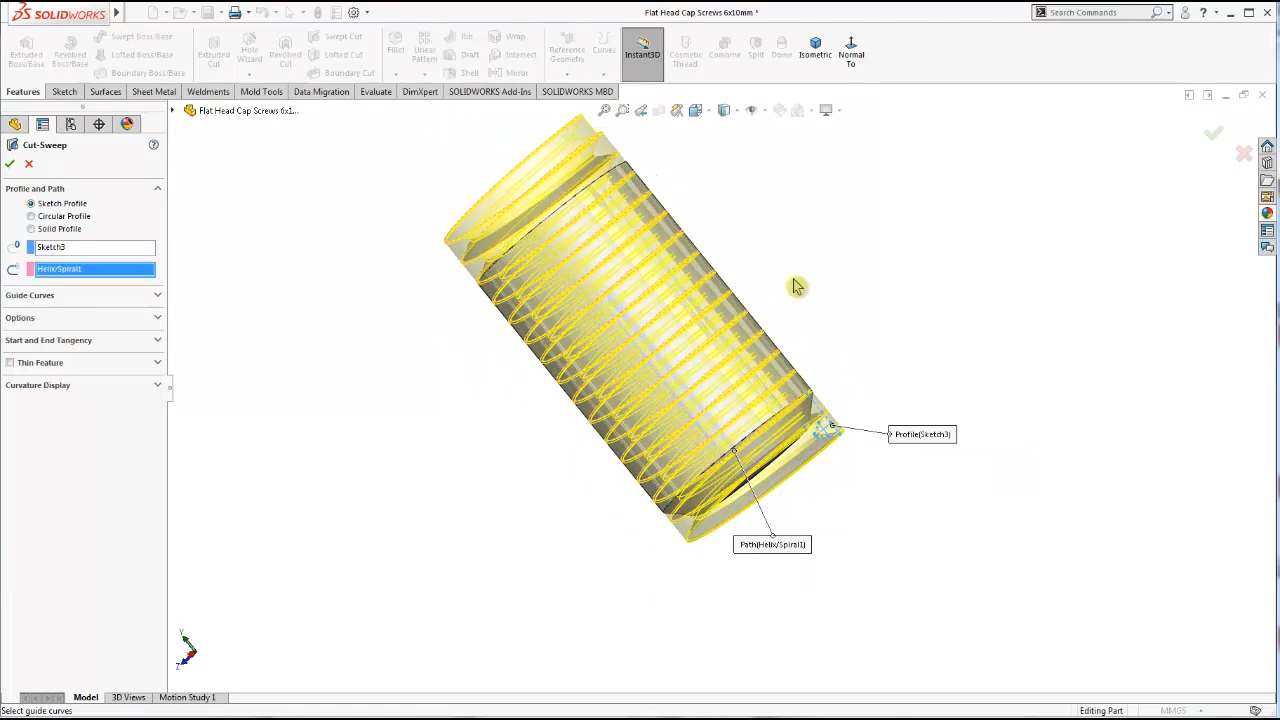 SOLIDWORKS
Flat Head Cap Screws 6x10mm *
Search Commands
Extruded Boss/Base
Revolved Boss/Base
Swept Boss/Base
Lofted Boss/Base
Boundary Boss/Base
Extruded Cut
Hole Wizard
Revolved Cut
Swept Cut
Lofted Cut
Boundary Cut
Fillet
Linear Pattern
Rib
Draft
Shell
Wrap
Intersect
Mirror
Reference Geometry
Curves
Instant3D
Cosmetic Thread
Combine
Split
Dome
Isometric
Normal To
Features
Sketch
Surfaces
Sheet Metal
Weldments
Mold Tools
Data Migration
Evaluate
DimXpert
SOLIDWORKS Add-Ins
SOLIDWORKS MBD
Flat Head Cap Screws 6x1...
Cut-Sweep
Profile and Path
Sketch Profile
Circular Profile
Solid Profile
Sketch3
Helix/Spiral1
Guide Curves
Options
Start and End Tangency
Thin Feature
Curvature Display
Profile(Sketch3)
Path(Helix/Spiral1)
Y
Z
Model
3D Views
Motion Study 1
Select guide curves
Editing Part
MMGS